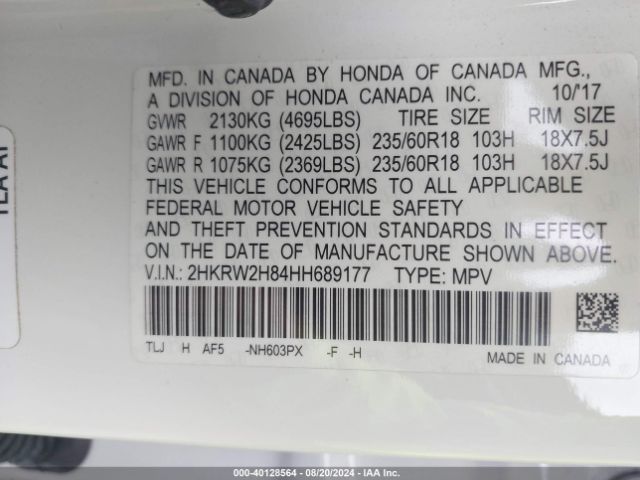 MFD. IN CANADA BY HONDA OF CANADA MFG.,
A DIVISION OF HONDA CANADA INC. 10/'17
GVWR 2130KG (4695LBS) TIRE SIZE RIM SIZE
GAWR F 1100KG (2425LBS) 235/60R18 103H 18X7.5J
GAWR R 1075KG (2369LBS) 235/60R18 103H 18X7.5J
THIS VEHICLE CONFORMS TO ALL APPLICABLE
FEDERAL MOTOR VEHICLE SAFETY
AND THEFT PREVENTION STANDARDS IN EFFECT
ON THE DATE OF MANUFACTURE SHOWN ABOVE.
V.I.N.: 2HKRW2H84HH689177 TYPE: MPV
TLJ H AF5 -NH603PX -F -H
MADE IN CANADA
000-40128564 / 08/20/2024 / IAAI.COM